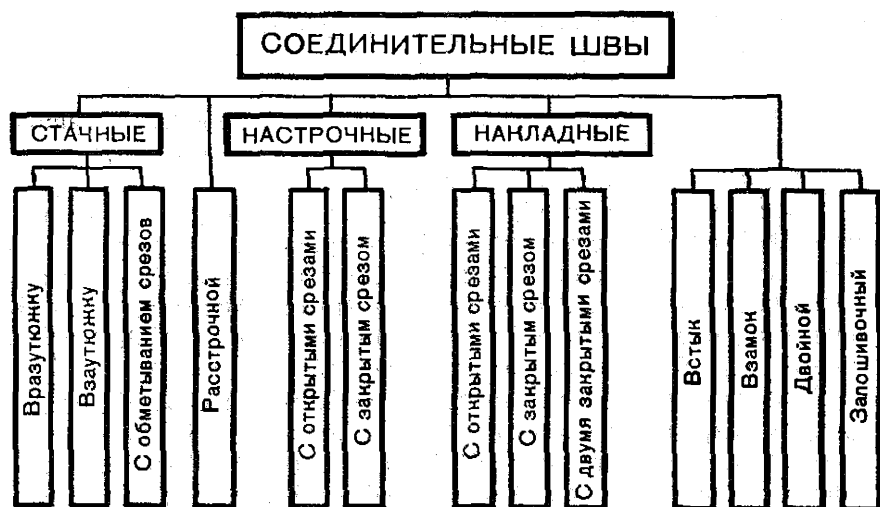 СОЕДИНИТЕЛЬНЫЕ ШВЫ
СТАЧНЫЕ
НАСТРОЧНЫЕ
НАКЛАДНЫЕ
Вразутюжку
Взаутюжку
С обметыванием срезов
Расстрочной
С открытыми срезами
С закрытым срезом
С открытыми срезами
С закрытым срезом
С двумя закрытыми срезами
Встык
Взамок
Двойной
Запошивочный